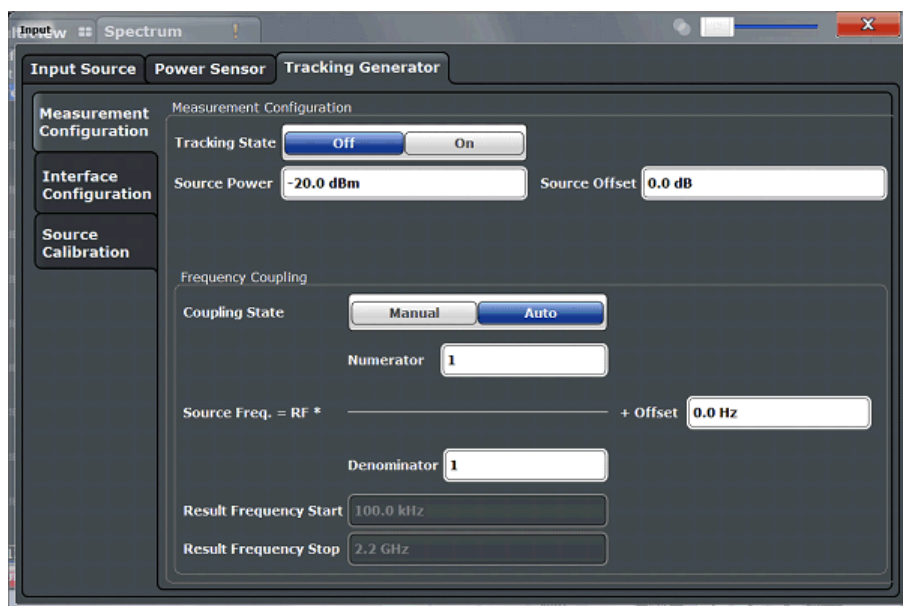 Input
Spectrum !
X
Input Source Power Sensor Tracking Generator
Measurement Configuration
Interface Configuration
Source Calibration
Measurement Configuration
Tracking State Off On
Source Power -20.0 dBm Source Offset 0.0 dB
Frequency Coupling
Coupling State Manual Auto
Numerator 1
Source Freq. = RF * + Offset 0.0 Hz
Denominator 1
Result Frequency Start 100.0 kHz
Result Frequency Stop 2.2 GHz